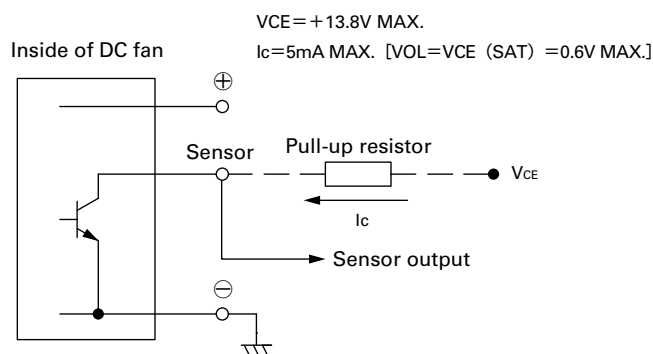 VCE=+13.8V MAX.
Ic=5mA MAX. [VOL=VCE (SAT) =0.6V MAX.]
Inside of DC fan
⊕
Sensor
Pull-up resistor
VCE
Ic
Sensor output
⊖